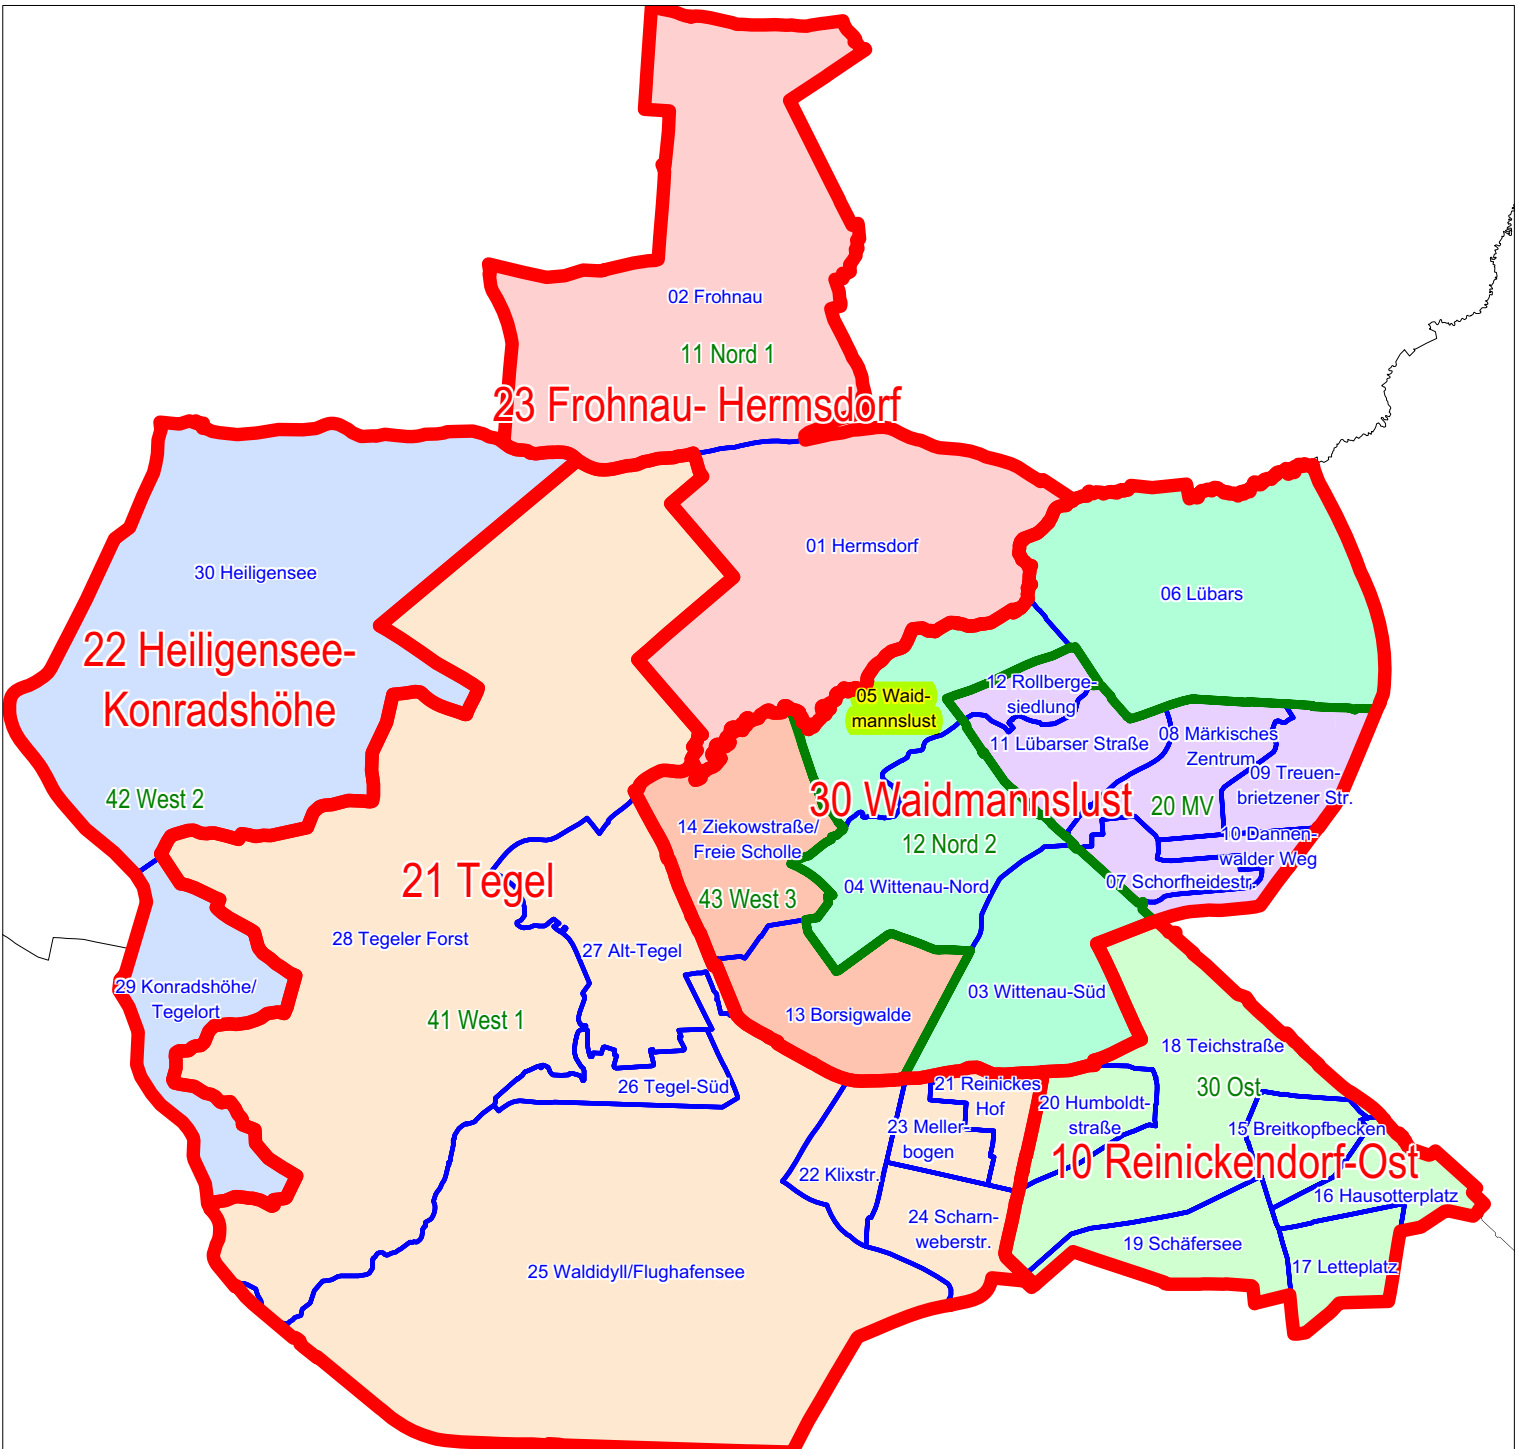 02 Frohnau
11 Nord 1
23 Frohnau- Hermsdorf
01 Hermsdorf
30 Heiligensee
06 Lübars
22 Heiligensee-
Konradshöhe
42 West 2
05 Waid-
mannslust
12 Rollberge-
siedlung
11 Lübarser Straße
08 Märkisches
Zentrum
09 Treuen-
brietzener Str.
30 Waidmannslust
20 MV
14 Ziekowstraße/
Freie Scholle
12 Nord 2
10 Dannen-
walder Weg
07 Schorfheidestr.
21 Tegel
43 West 3
04 Wittenau-Nord
28 Tegeler Forst
27 Alt-Tegel
29 Konradshöhe/
Tegelort
41 West 1
13 Borsigwalde
03 Wittenau-Süd
18 Teichstraße
26 Tegel-Süd
21 Reinickes
Hof
20 Humboldt-
straße
30 Ost
23 Meller-
bogen
15 Breitkopfbecken
10 Reinickendorf-Ost
22 Klixstr.
16 Hausotterplatz
24 Scharn-
weberstr.
19 Schäfersee
17 Letteplatz
25 Waldidyll/Flughafensee